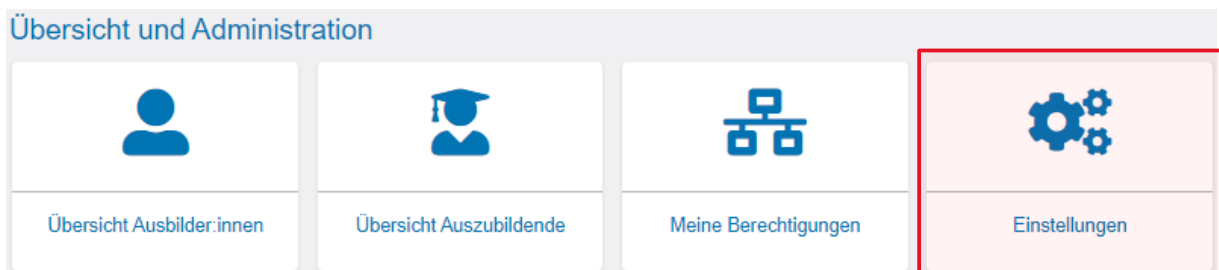 Übersicht und Administration
Übersicht Ausbilder:innen
Übersicht Auszubildende
Meine Berechtigungen
Einstellungen